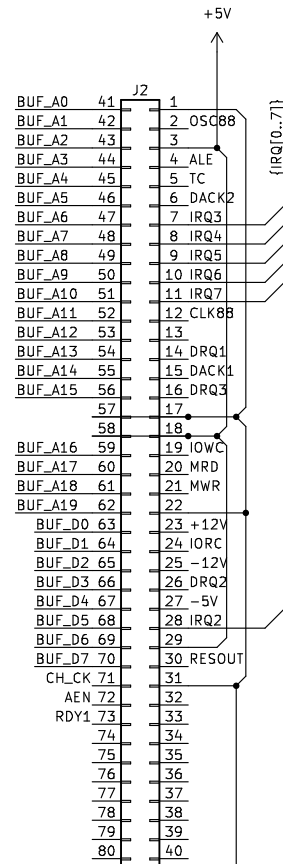 +5V
J2
{IRQ[0..7]}
BUF_A0 41 1
BUF_A1 42 2 OSC88
BUF_A2 43 3
BUF_A3 44 4 ALE
BUF_A4 45 5 TC
BUF_A5 46 6 DACK2
BUF_A6 47 7 IRQ3
BUF_A7 48 8 IRQ4
BUF_A8 49 9 IRQ5
BUF_A9 50 10 IRQ6
BUF_A10 51 11 IRQ7
BUF_A11 52 12 CLK88
BUF_A12 53 13
BUF_A13 54 14 DRQ1
BUF_A14 55 15 DACK1
BUF_A15 56 16 DRQ3
57 17
58 18
BUF_A16 59 19 IOWC
BUF_A17 60 20 MRD
BUF_A18 61 21 MWR
BUF_A19 62 22
BUF_D0 63 23 +12V
BUF_D1 64 24 IORC
BUF_D2 65 25 -12V
BUF_D3 66 26 DRQ2
BUF_D4 67 27 -5V
BUF_D5 68 28 IRQ2
BUF_D6 69 29
BUF_D7 70 30 RESOUT
CH_CK 71 31
AEN 72 32
RDY1 73 33
74 34
75 35
76 36
77 37
78 38
79 39
80 40